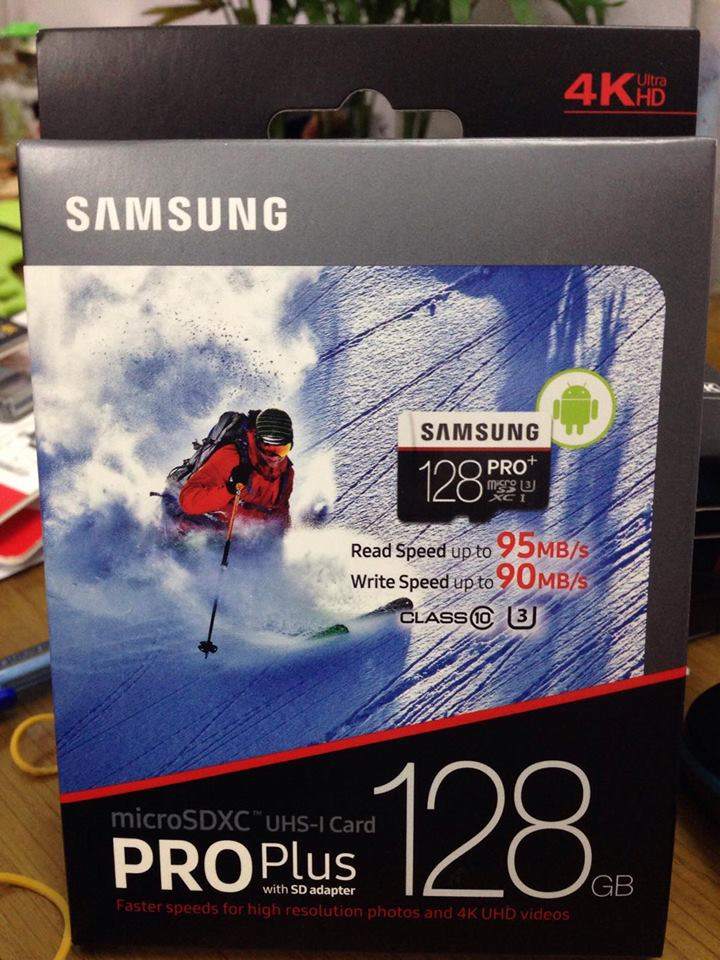 4K Ultra HD
SAMSUNG
SAMSUNG
128 PRO+
micro SD XC I U3
Read Speed up to 95MB/s
Write Speed up to 90MB/s
CLASS 10 U3
microSDXC™ UHS-I Card
PRO Plus
with SD adapter
128 GB
Faster speeds for high resolution photos and 4K UHD videos